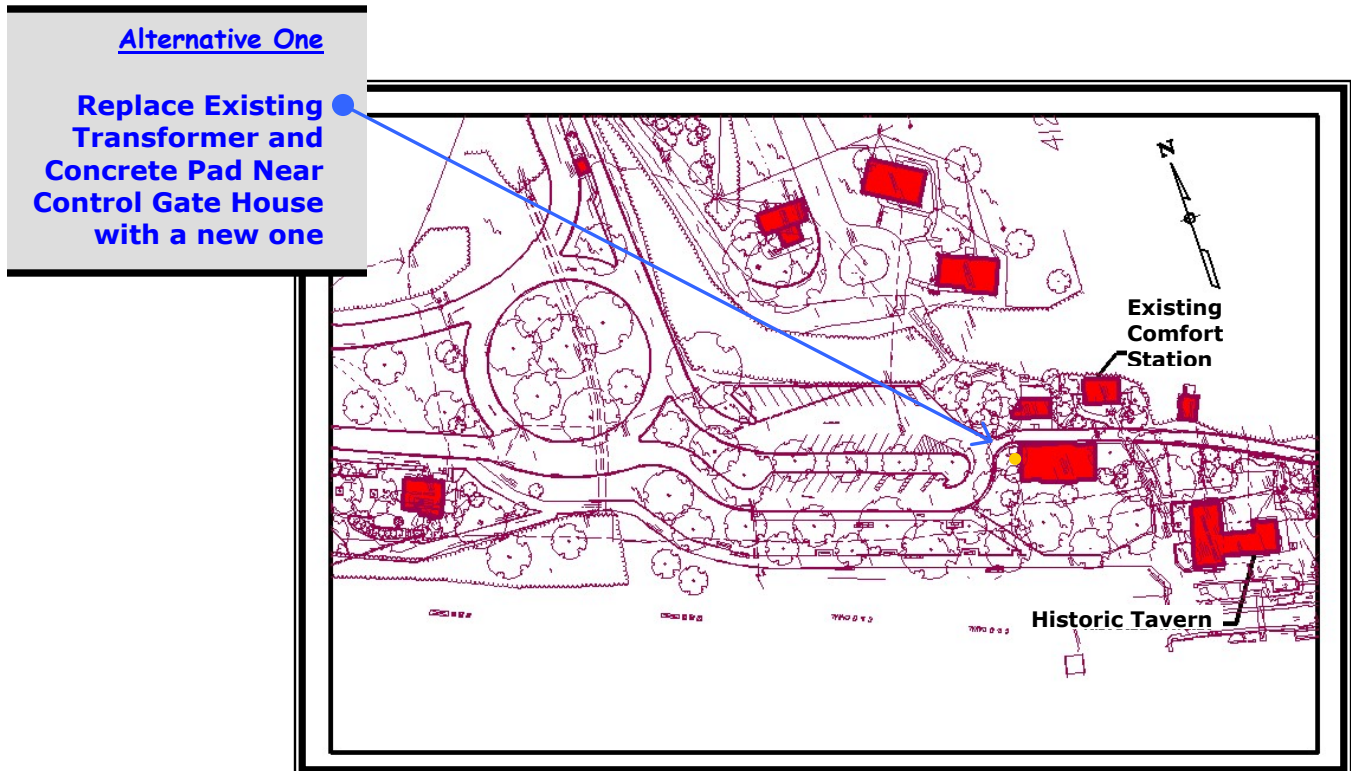 Alternative One
Replace Existing
Transformer and
Concrete Pad Near
Control Gate House
with a new one
N
Existing
Comfort
Station
Historic Tavern